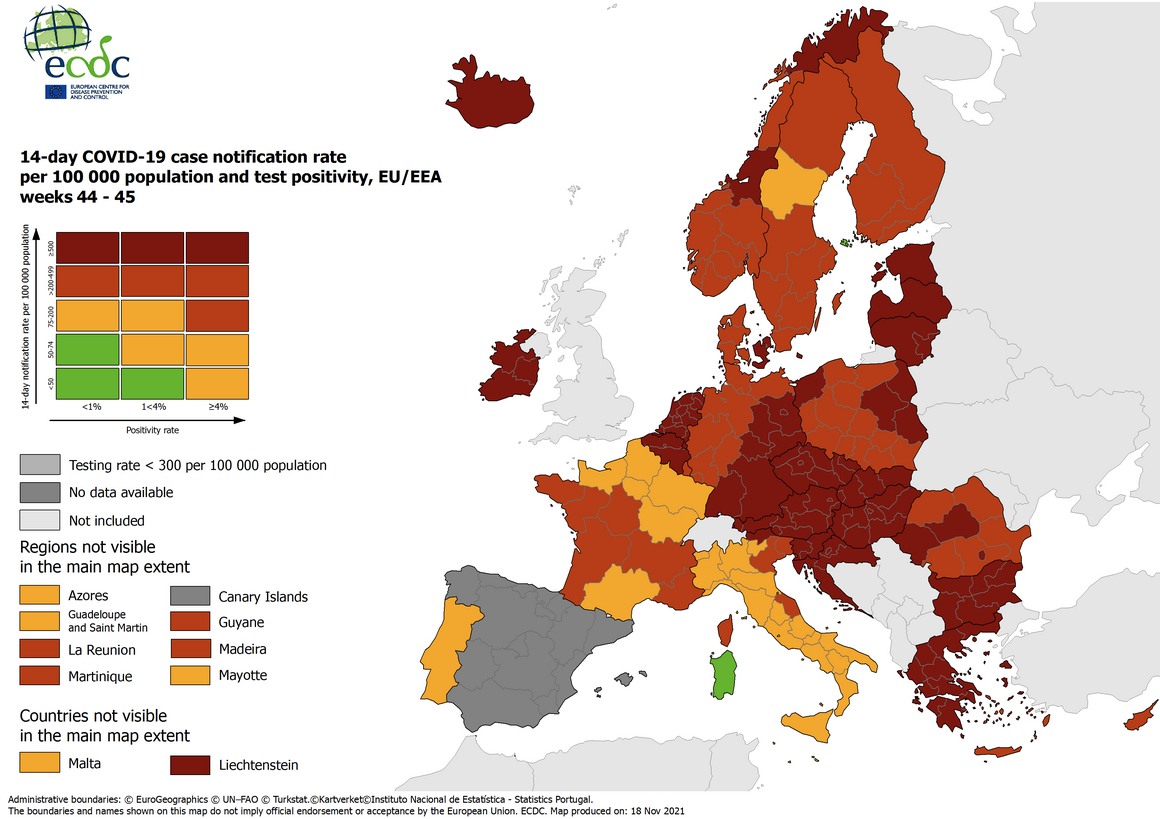 ecdc
EUROPEAN CENTRE FOR
DISEASE PREVENTION
AND CONTROL
14-day COVID-19 case notification rate
per 100 000 population and test positivity, EU/EEA
weeks 44 - 45
14-day notification rate per 100 000 population
≥500
>200-499
75-200
50-74
<50
<1%
1<4%
≥4%
Positivity rate
Testing rate < 300 per 100 000 population
No data available
Not included
Regions not visible
in the main map extent
Azores
Canary Islands
Guadeloupe
and Saint Martin
Guyane
La Reunion
Madeira
Martinique
Mayotte
Countries not visible
in the main map extent
Malta
Liechtenstein
Administrative boundaries: © EuroGeographics © UN–FAO © Turkstat.©Kartverket©Instituto Nacional de Estatística - Statistics Portugal.
The boundaries and names shown on this map do not imply official endorsement or acceptance by the European Union. ECDC. Map produced on: 18 Nov 2021